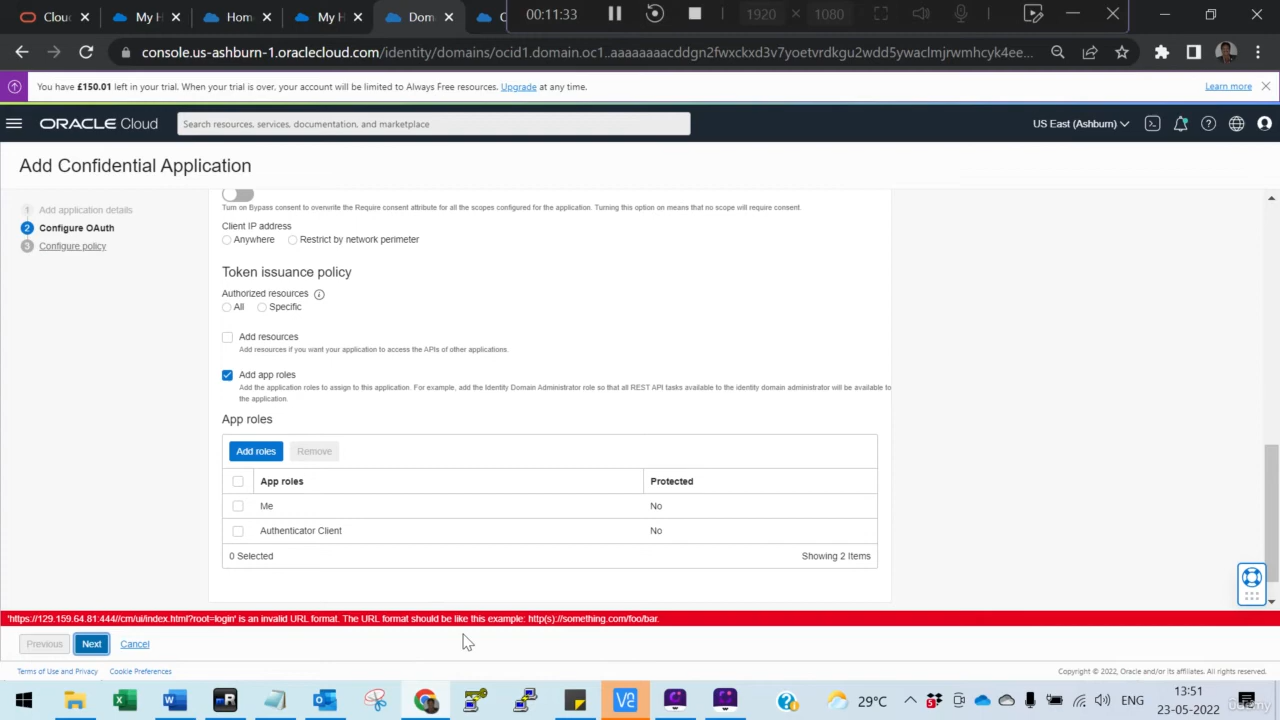 Clou
My H
Dom
My H
Dom
C
00:11:33
1920 × 1080
console.us-ashburn-1.oraclecloud.com/identity/domains/ocid1.domain.oc1..aaaaaaaacdgn2fvxckxd3v7yoetvrdkgu2wdd5yaclmjrwmhcyk4ee...
You have £150.01 left in your trial. When your trial is over, your account will be limited to Always Free resources. Upgrade at any time.
Learn more
ORACLE Cloud
Search resources, services, documentation, and marketplace
US East (Ashburn)
Add Confidential Application
1 Add application details
2 Configure OAuth
3 Configure policy
Turn on Bypass consent to overwrite the Require consent attribute for all the scopes configured for the application. Turning this option on means that no scope will require consent.
Client IP address
Anywhere Restrict by network perimeter
Token issuance policy
Authorized resources
All Specific
Add resources
Add resources if you want your application to access the APIs of other applications.
Add app roles
Add the application roles to assign to this application. For example, add the Identity Domain Administrator role so that all REST API tasks available to the identity domain administrator will be available to
the application.
App roles
Add roles Remove
App roles Protected
Me No
Authenticator Client No
0 Selected Showing 2 Items
'https://129.159.64.81:444//cm/ui/index.html?root=login' is an invalid URL format. The URL format should be like this example: http(s)://something.com/foo/bar.
Previous Next Cancel
Terms of Use and Privacy Cookie Preferences
Copyright © 2022, Oracle and/or its affiliates. All rights reserved.
29°C
ENG
13:51
23-05-2022
udemy